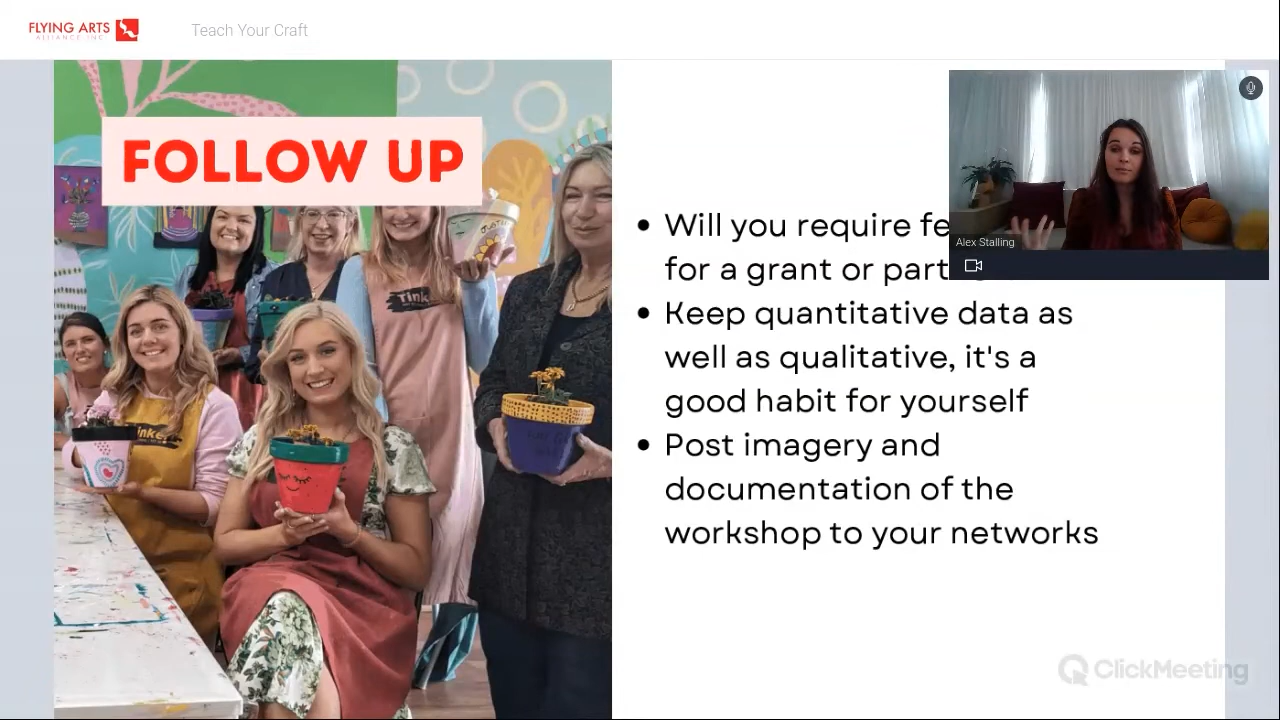 FLYING ARTS
ALLIANCE INC
Teach Your Craft
FOLLOW UP
Alex Stalling
• Will you require
for a grant or
• Keep quantitative data as
well as qualitative, it's a
good habit for yourself
• Post imagery and
documentation of the
workshop to your networks
Tinker
ClickMeeting